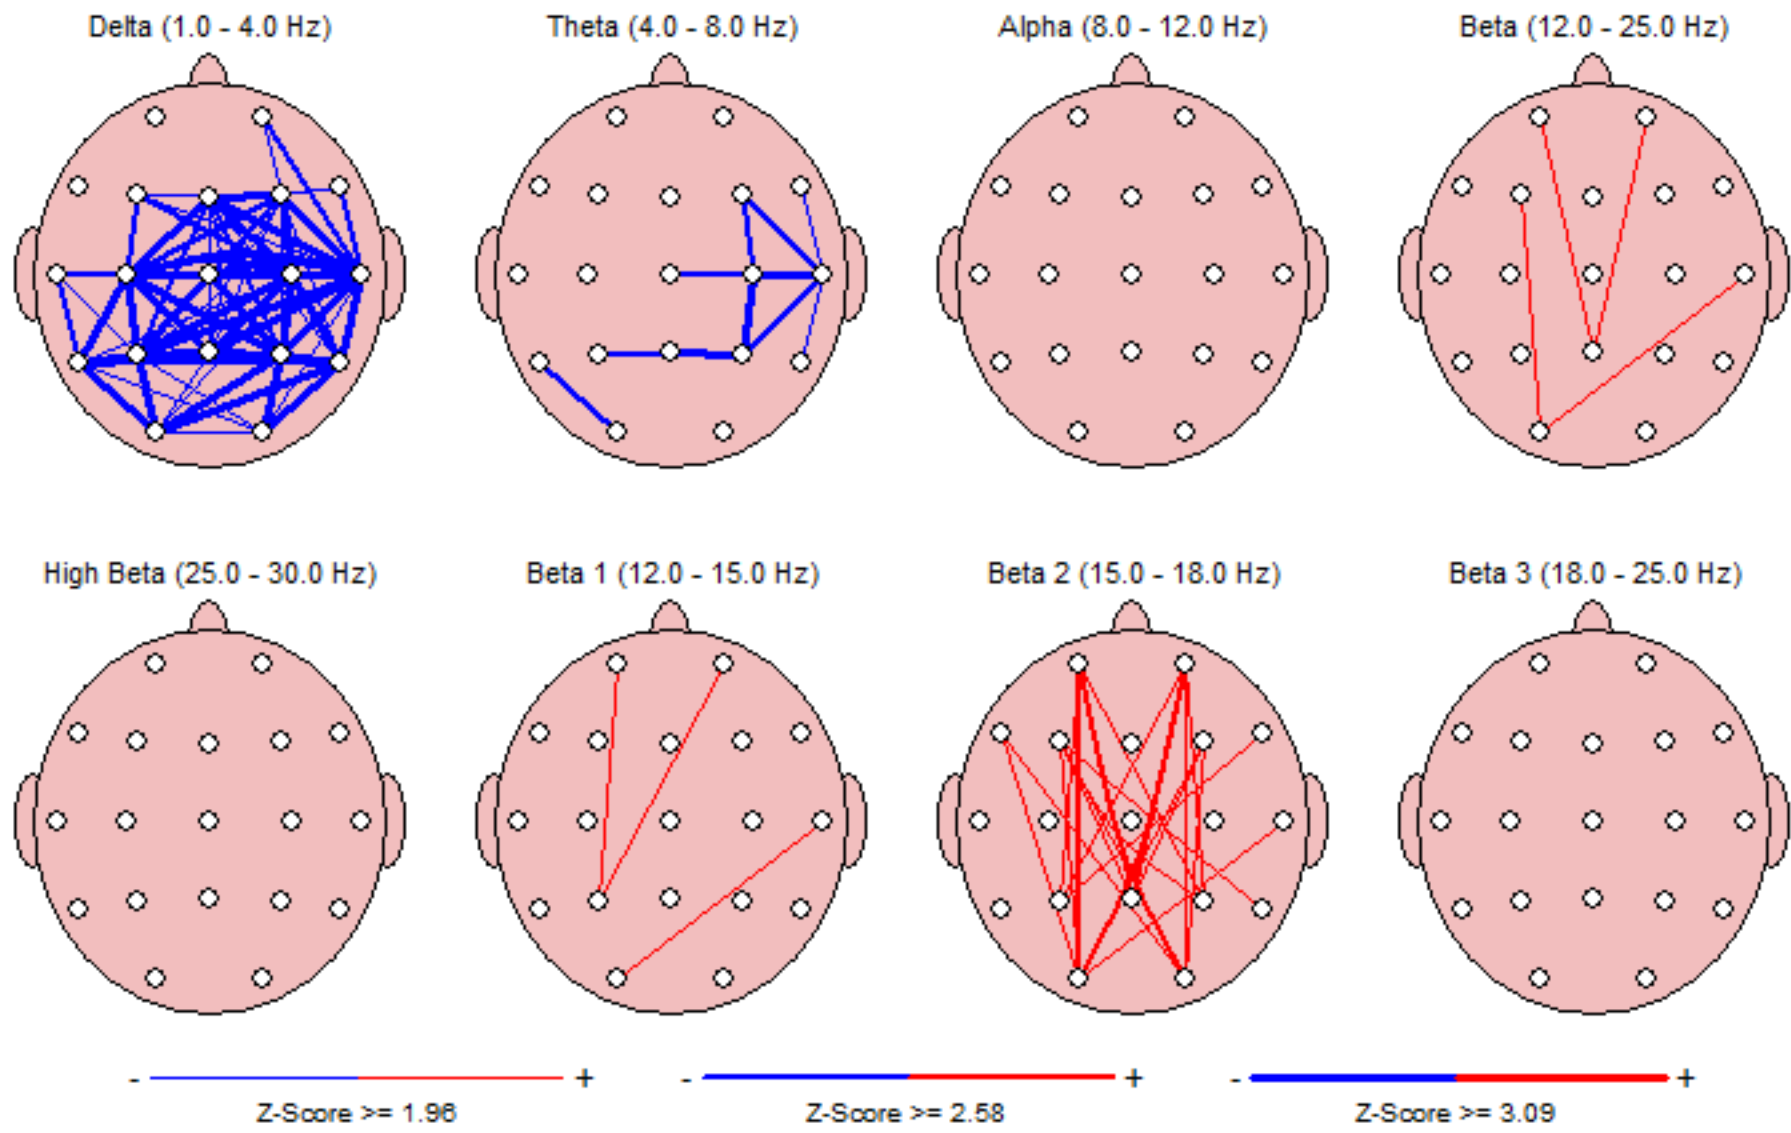 Delta (1.0 - 4.0 Hz)
Theta (4.0 - 8.0 Hz)
Alpha (8.0 - 12.0 Hz)
Beta (12.0 - 25.0 Hz)
High Beta (25.0 - 30.0 Hz)
Beta 1 (12.0 - 15.0 Hz)
Beta 2 (15.0 - 18.0 Hz)
Beta 3 (18.0 - 25.0 Hz)
- +
- +
- +
Z-Score >= 1.96
Z-Score >= 2.58
Z-Score >= 3.09